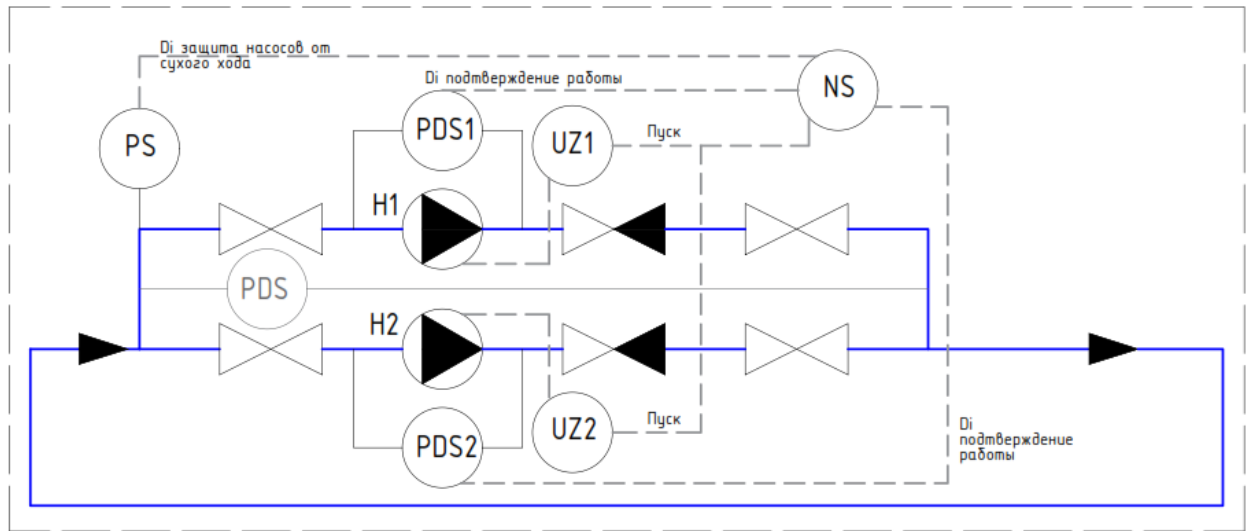 Di защита насосов от
сухого хода
Di подтверждение работы
NS
PS
PDS1
UZ1
Пуск
H1
PDS
H2
PDS2
UZ2
Пуск
Di
подтверждение
работы